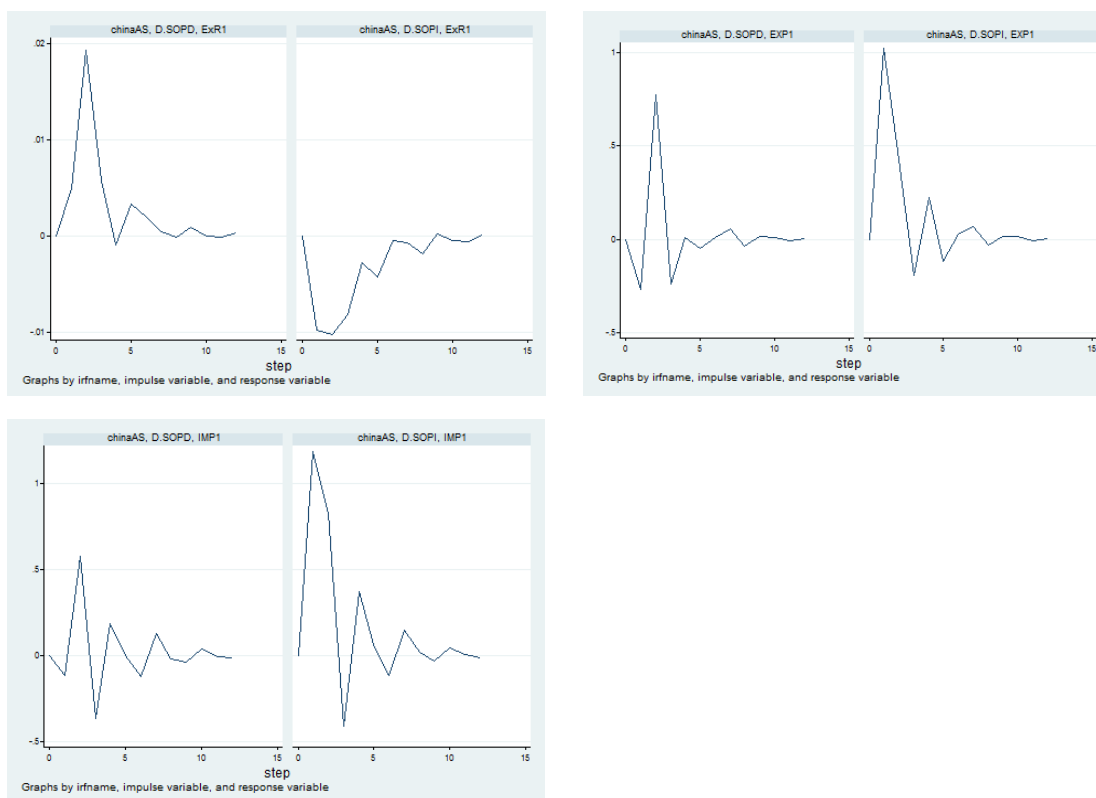 chinaAS, D.SOPD, ExR1
chinaAS, D.SOPI, ExR1
.02
.01
0
-.01
0 5 10 15 0 5 10 15
step
Graphs by irfname, impulse variable, and response variable
chinaAS, D.SOPD, EXP1
chinaAS, D.SOPI, EXP1
1
.5
0
-.5
0 5 10 15 0 5 10 15
step
Graphs by irfname, impulse variable, and response variable
chinaAS, D.SOPD, IMP1
chinaAS, D.SOPI, IMP1
1
.5
0
-.5
0 5 10 15 0 5 10 15
step
Graphs by irfname, impulse variable, and response variable